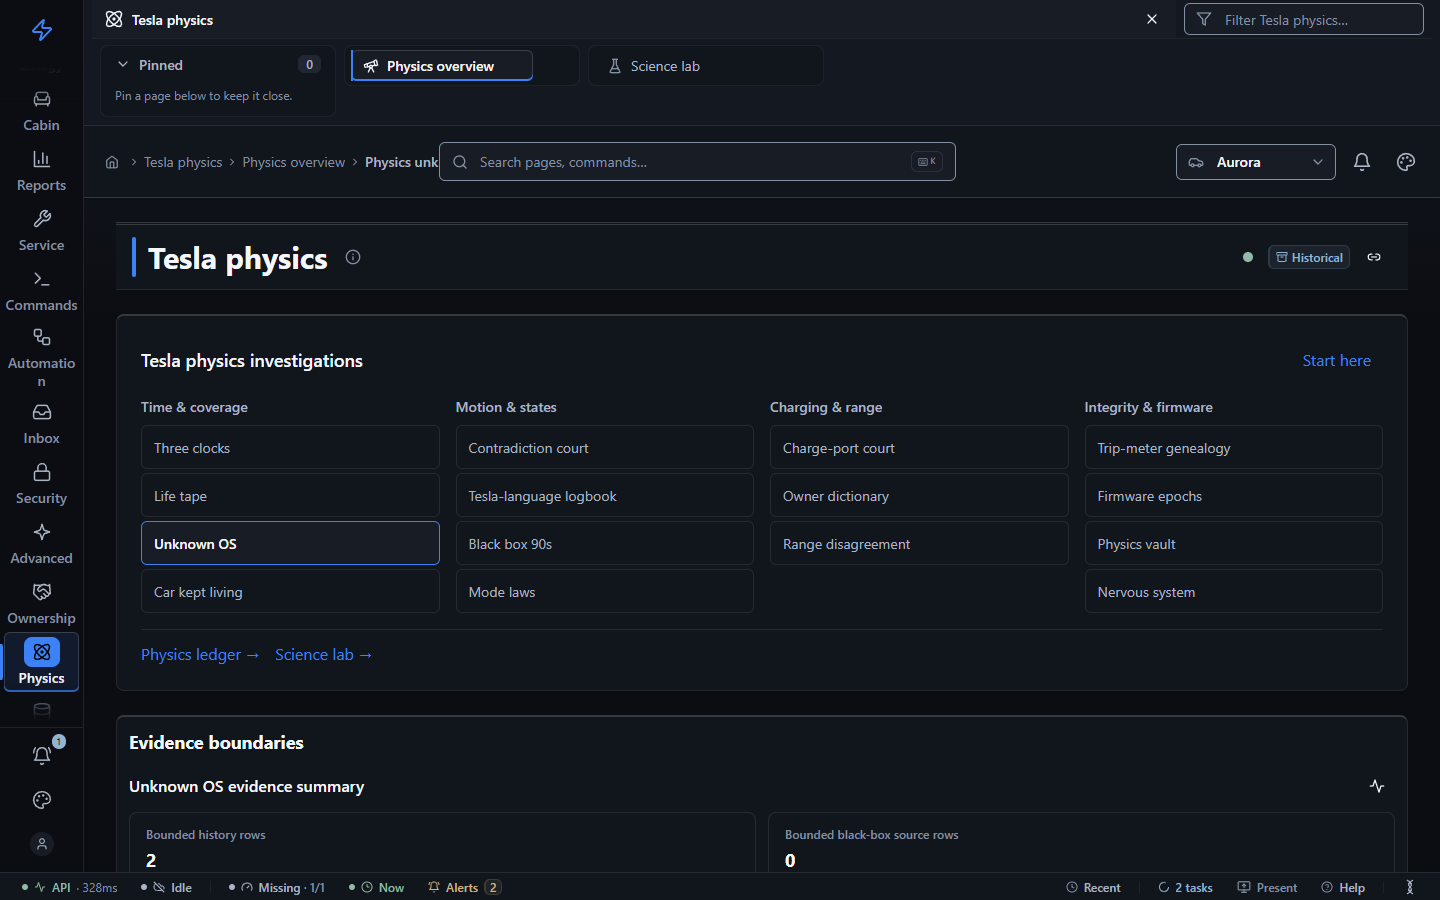 Tesla physics
Filter Tesla physics...
Pinned
0
Pin a page below to keep it close.
Physics overview
Science lab
Cabin
Reports
Service
Commands
Automatio
n
Inbox
Security
Advanced
Ownership
Physics
1
Tesla physics
Physics overview
Physics unk
Search pages, commands...
K
Aurora
Tesla physics
Historical
Tesla physics investigations
Start here
Time & coverage
Three clocks
Life tape
Unknown OS
Car kept living
Motion & states
Contradiction court
Tesla-language logbook
Black box 90s
Mode laws
Charging & range
Charge-port court
Owner dictionary
Range disagreement
Integrity & firmware
Trip-meter genealogy
Firmware epochs
Physics vault
Nervous system
Physics ledger →
Science lab →
Evidence boundaries
Unknown OS evidence summary
Bounded history rows
2
Bounded black-box source rows
0
API · 328ms
Idle
Missing · 1/1
Now
Alerts 2
Recent
2 tasks
Present
Help